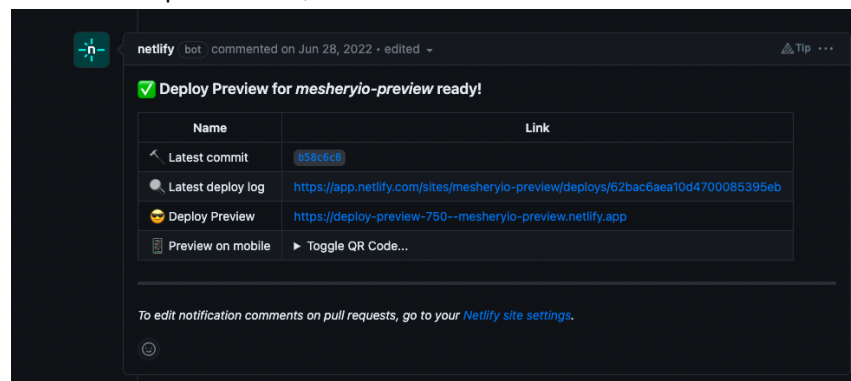 netlify bot commented on Jun 28, 2022 • edited Tip ...
Deploy Preview for mesheryio-preview ready!
Name Link
Latest commit b58c6c8
Latest deploy log https://app.netlify.com/sites/mesheryio-preview/deploys/62bac6aea10d4700085395eb
Deploy Preview https://deploy-preview-750--mesheryio-preview.netlify.app
Preview on mobile ▶ Toggle QR Code...
To edit notification comments on pull requests, go to your Netlify site settings.